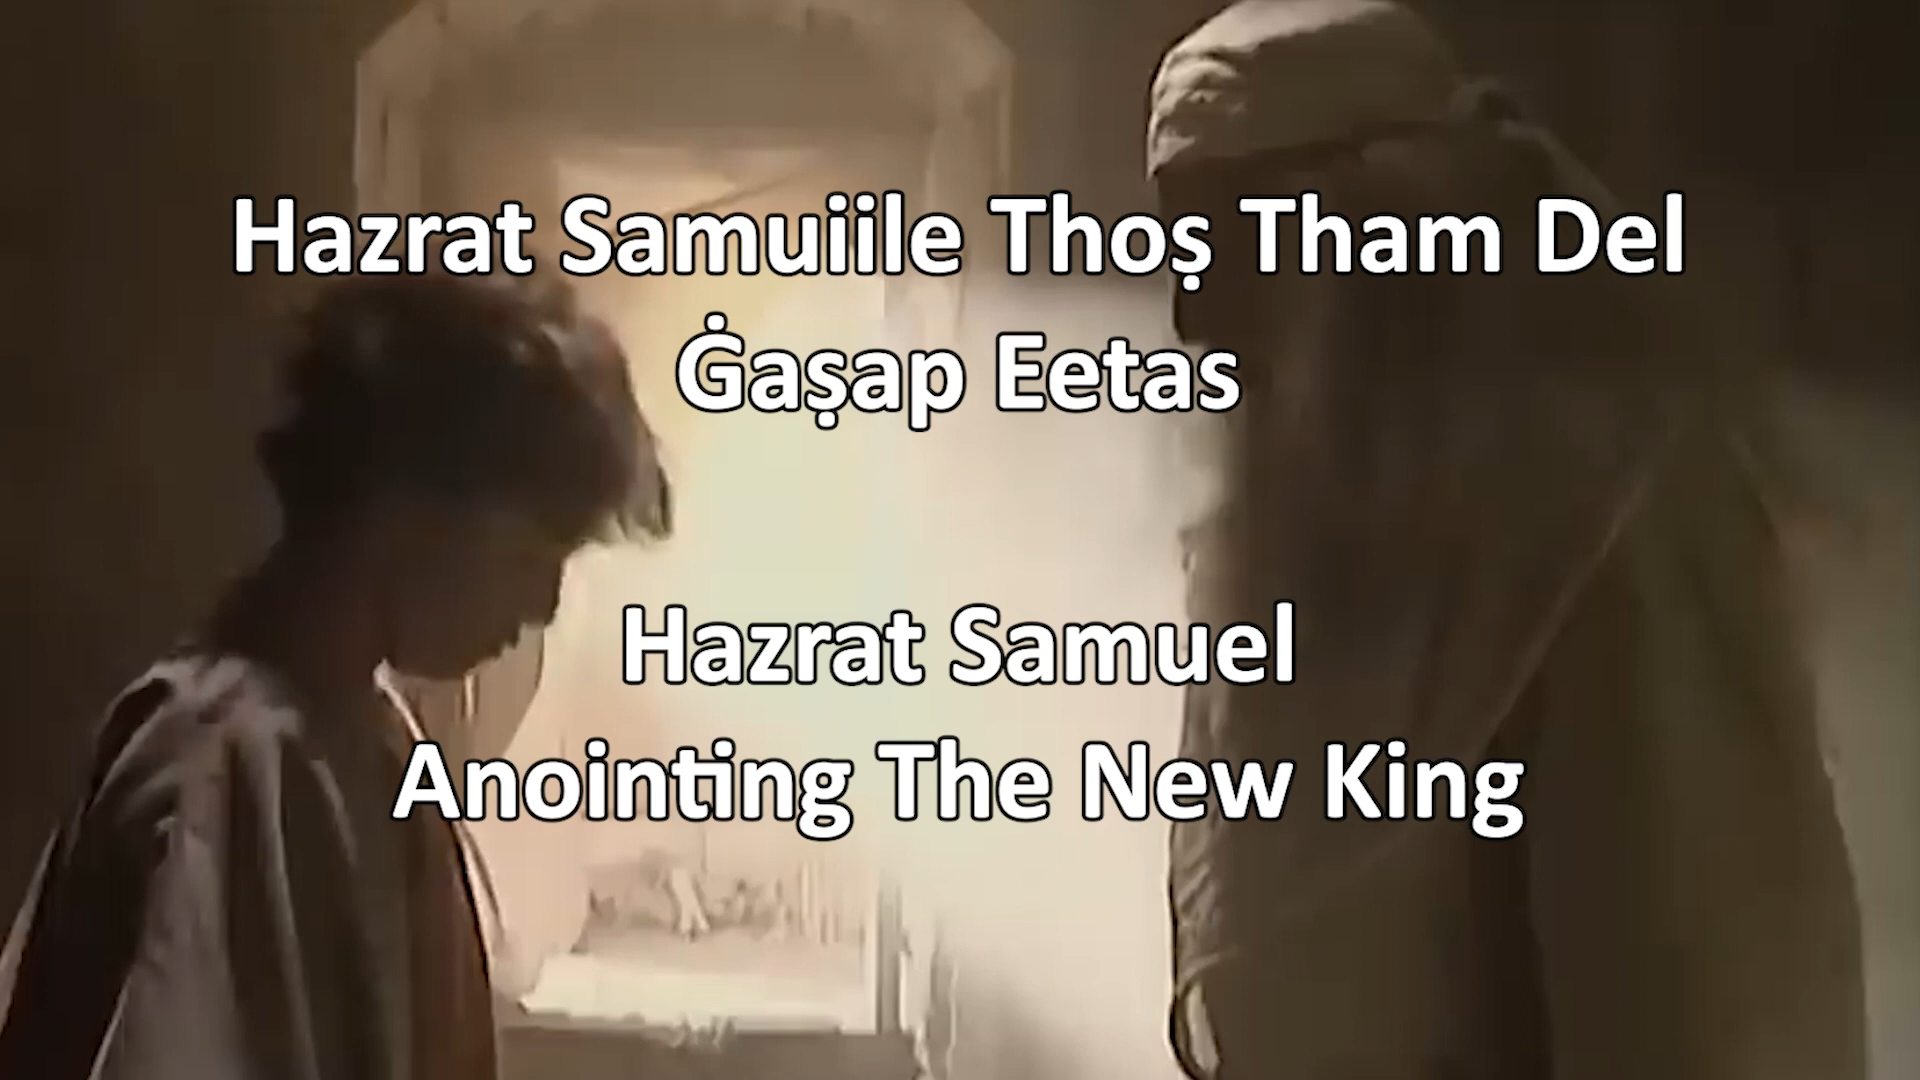 Hazrat Samuiile Thoṣ Tham Del
Ġaṣap Eetas
Hazrat Samuel
Anointing The New King